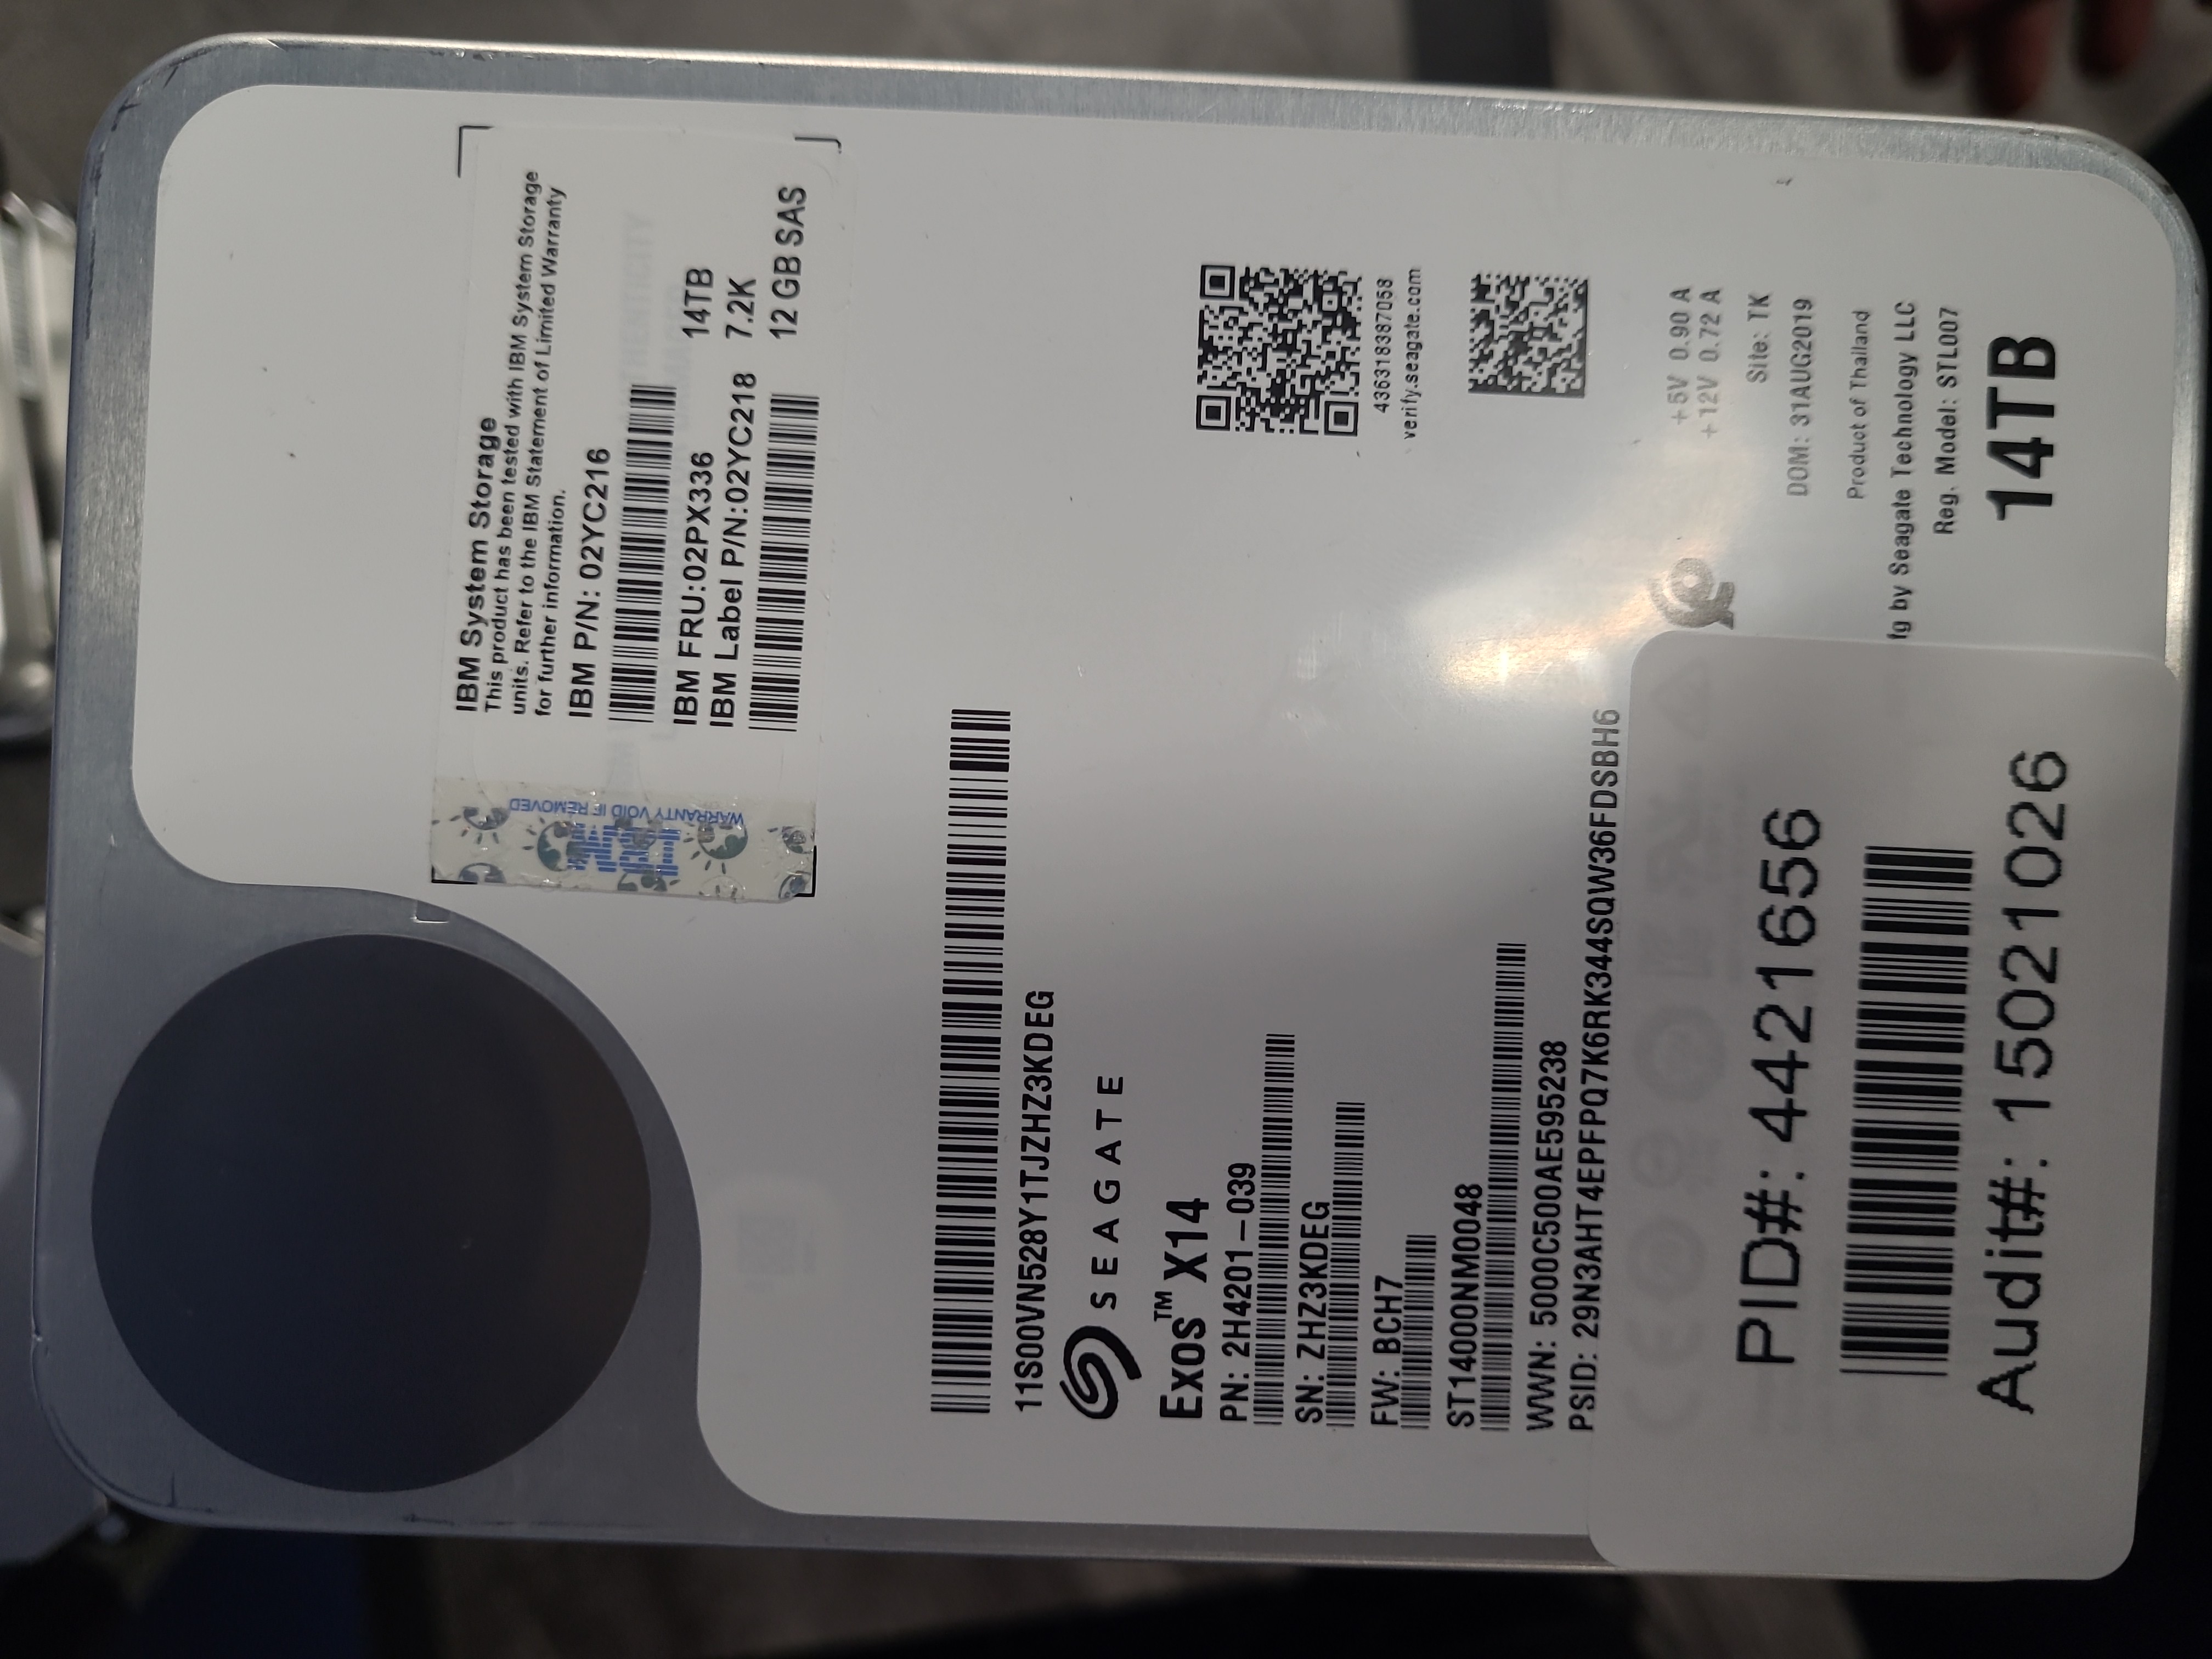 IBM System Storage
This product has been tested with IBM System Storage
units. Refer to the IBM Statement of Limited Warranty
for further information.
IBM P/N: 02YC216
IBM FRU:02PX336 14TB
IBM Label P/N:02YC218 7.2K
12 GB SAS
IBM
WARRANTY VOID IF REMOVED
11S00VN528Y1TJZHZ3KDEG
SEAGATE
Exos™ X14
PN: 2H4201-039
SN: ZHZ3KDEG
FW: BCH7
ST14000NM0048
WWN: 5000C500AE595238
PSID: 29N3AHT4EPFPQ7K6RK344SQW36FDSBH6
436318387058
verify.seagate.com
+5V 0.90 A
+12V 0.72 A
Site: TK
DOM: 31AUG2019
Product of Thailand
fg by Seagate Technology LLC
Reg. Model: STL007
14TB
PID#: 4421656
Audit#: 15021026